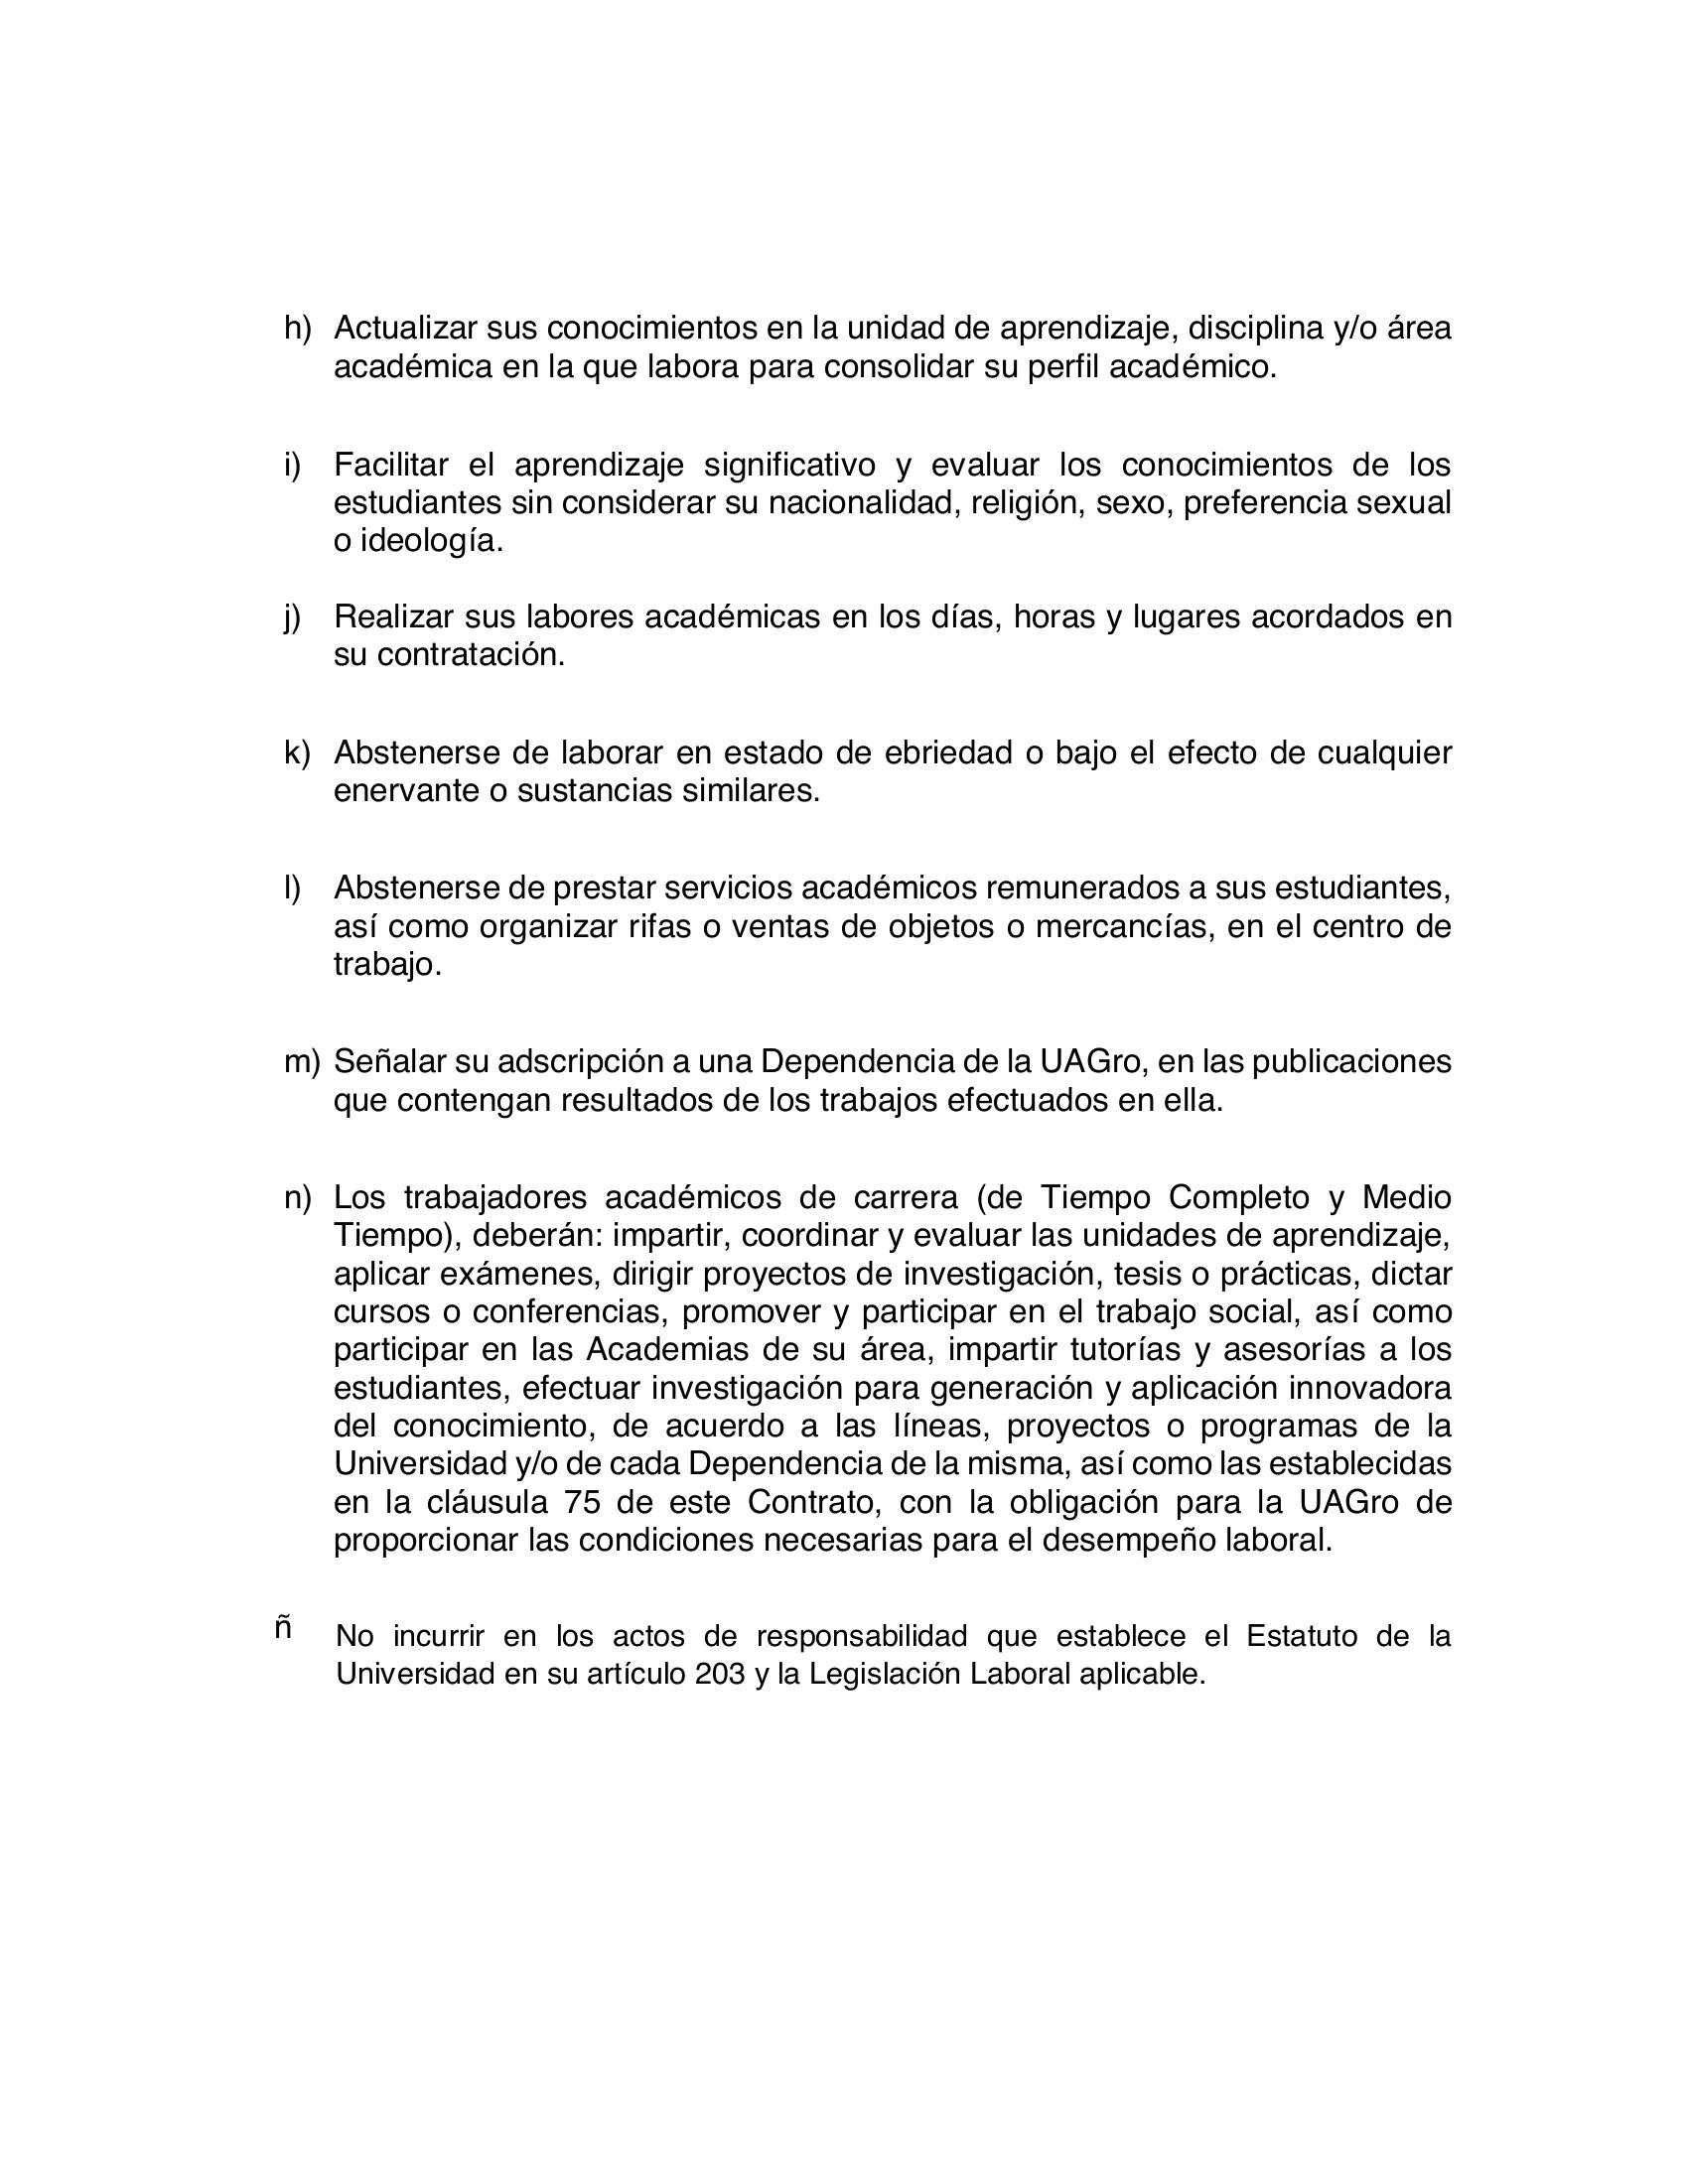 h) Actualizar sus conocimientos en la unidad de aprendizaje, disciplina y/o área
académica en la que labora para consolidar su perfil académico.
i) Facilitar el aprendizaje significativo y evaluar los conocimientos de los
estudiantes sin considerar su nacionalidad, religión, sexo, preferencia sexual
o ideología.
j) Realizar sus labores académicas en los días, horas y lugares acordados en
su contratación.
k) Abstenerse de laborar en estado de ebriedad o bajo el efecto de cualquier
enervante o sustancias similares.
l) Abstenerse de prestar servicios académicos remunerados a sus estudiantes,
así como organizar rifas o ventas de objetos o mercancías, en el centro de
trabajo.
m) Señalar su adscripción a una Dependencia de la UAGro, en las publicaciones
que contengan resultados de los trabajos efectuados en ella.
n) Los trabajadores académicos de carrera (de Tiempo Completo y Medio
Tiempo), deberán: impartir, coordinar y evaluar las unidades de aprendizaje,
aplicar exámenes, dirigir proyectos de investigación, tesis o prácticas, dictar
cursos o conferencias, promover y participar en el trabajo social, así como
participar en las Academias de su área, impartir tutorías y asesorías a los
estudiantes, efectuar investigación para generación y aplicación innovadora
del conocimiento, de acuerdo a las líneas, proyectos o programas de la
Universidad y/o de cada Dependencia de la misma, así como las establecidas
en la cláusula 75 de este Contrato, con la obligación para la UAGro de
proporcionar las condiciones necesarias para el desempeño laboral.
ñ No incurrir en los actos de responsabilidad que establece el Estatuto de la
Universidad en su artículo 203 y la Legislación Laboral aplicable.